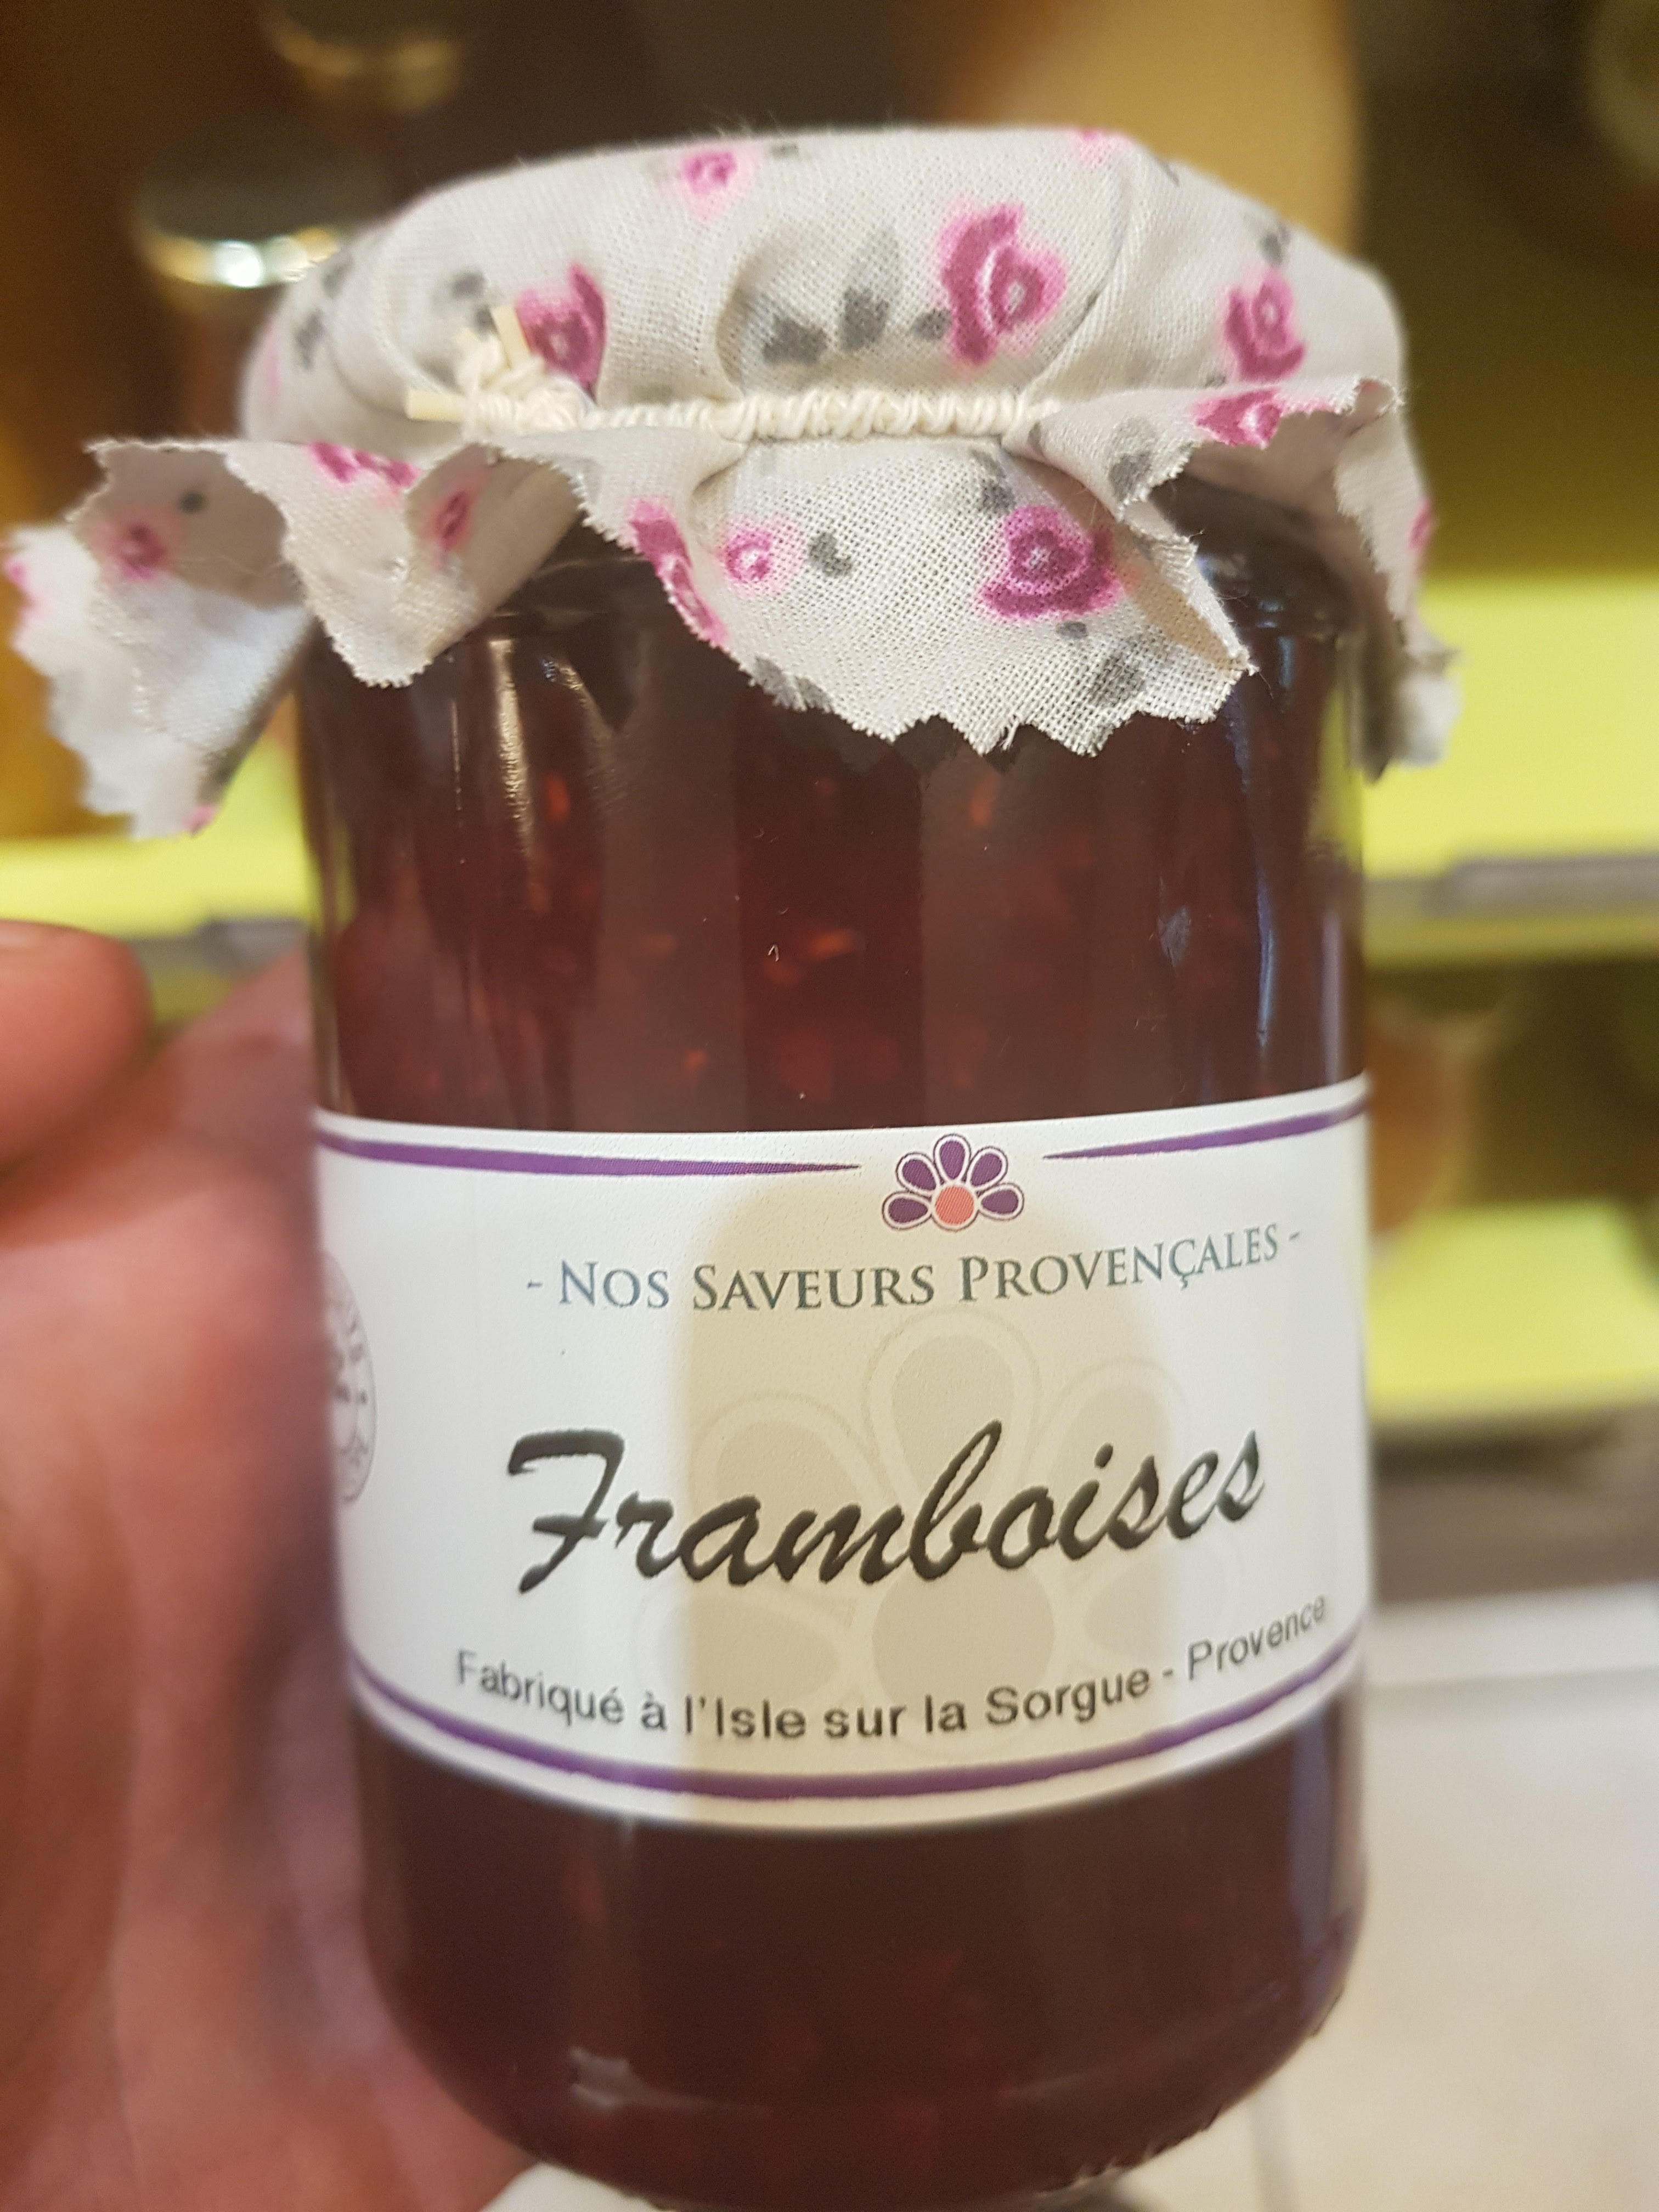 - NOS SAVEURS PROVENÇALES -
Framboises
Fabriqué à l'Isle sur la Sorgue - Provence